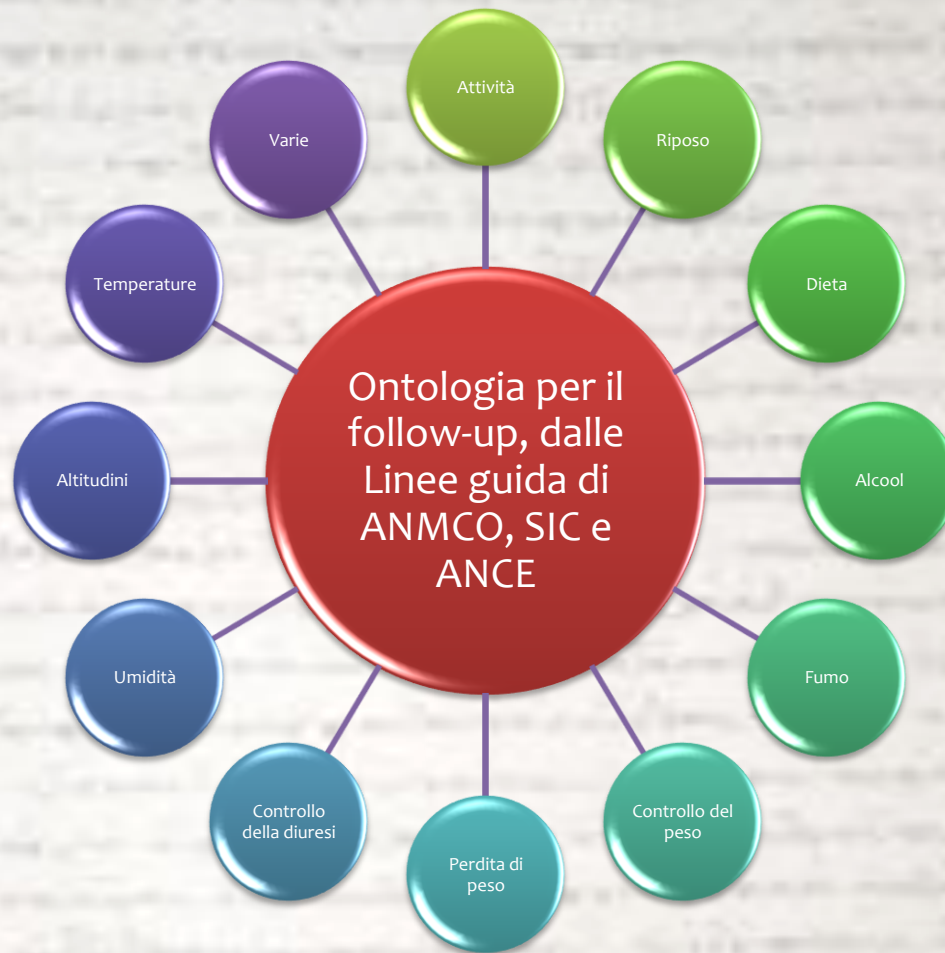 Attività
Riposo
Dieta
Alcool
Fumo
Controllo del
peso
Perdita di
peso
Controllo
della diuresi
Umidità
Altitudini
Temperature
Varie
Ontologia per il
follow-up, dalle
Linee guida di
ANMCO, SIC e
ANCE